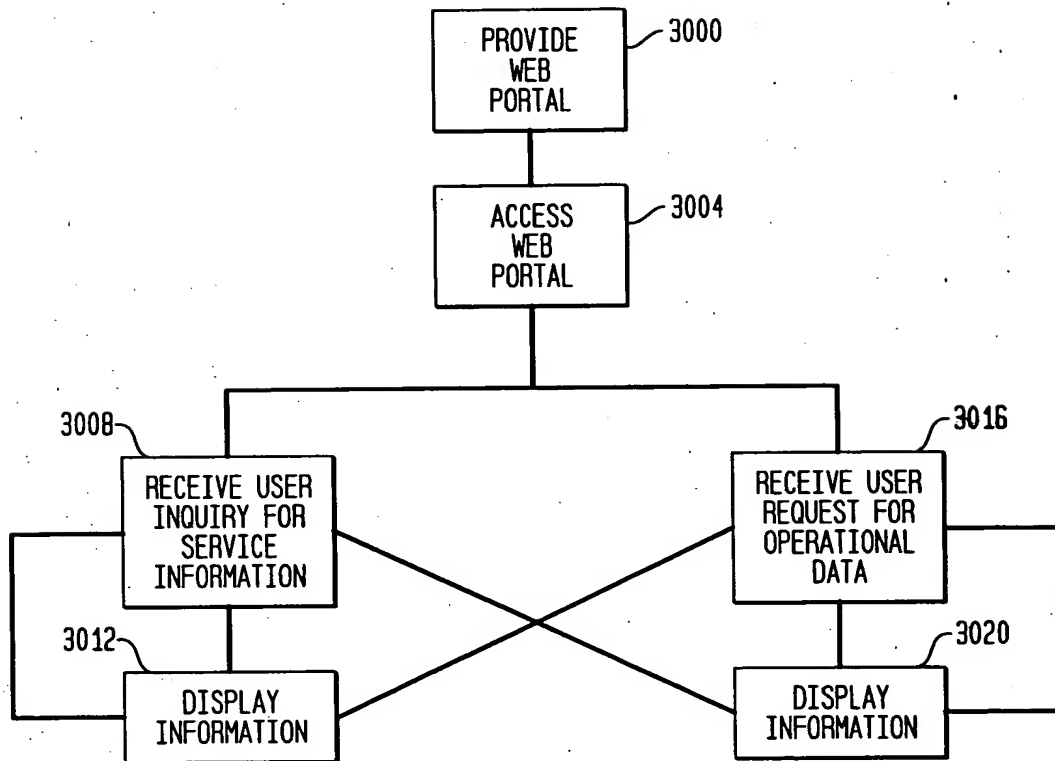 PROVIDE
WEB
PORTAL
3000
ACCESS
WEB
PORTAL
3004
3008
RECEIVE USER
INQUIRY FOR
SERVICE
INFORMATION
3016
RECEIVE USER
REQUEST FOR
OPERATIONAL
DATA
3012
DISPLAY
INFORMATION
3020
DISPLAY
INFORMATION